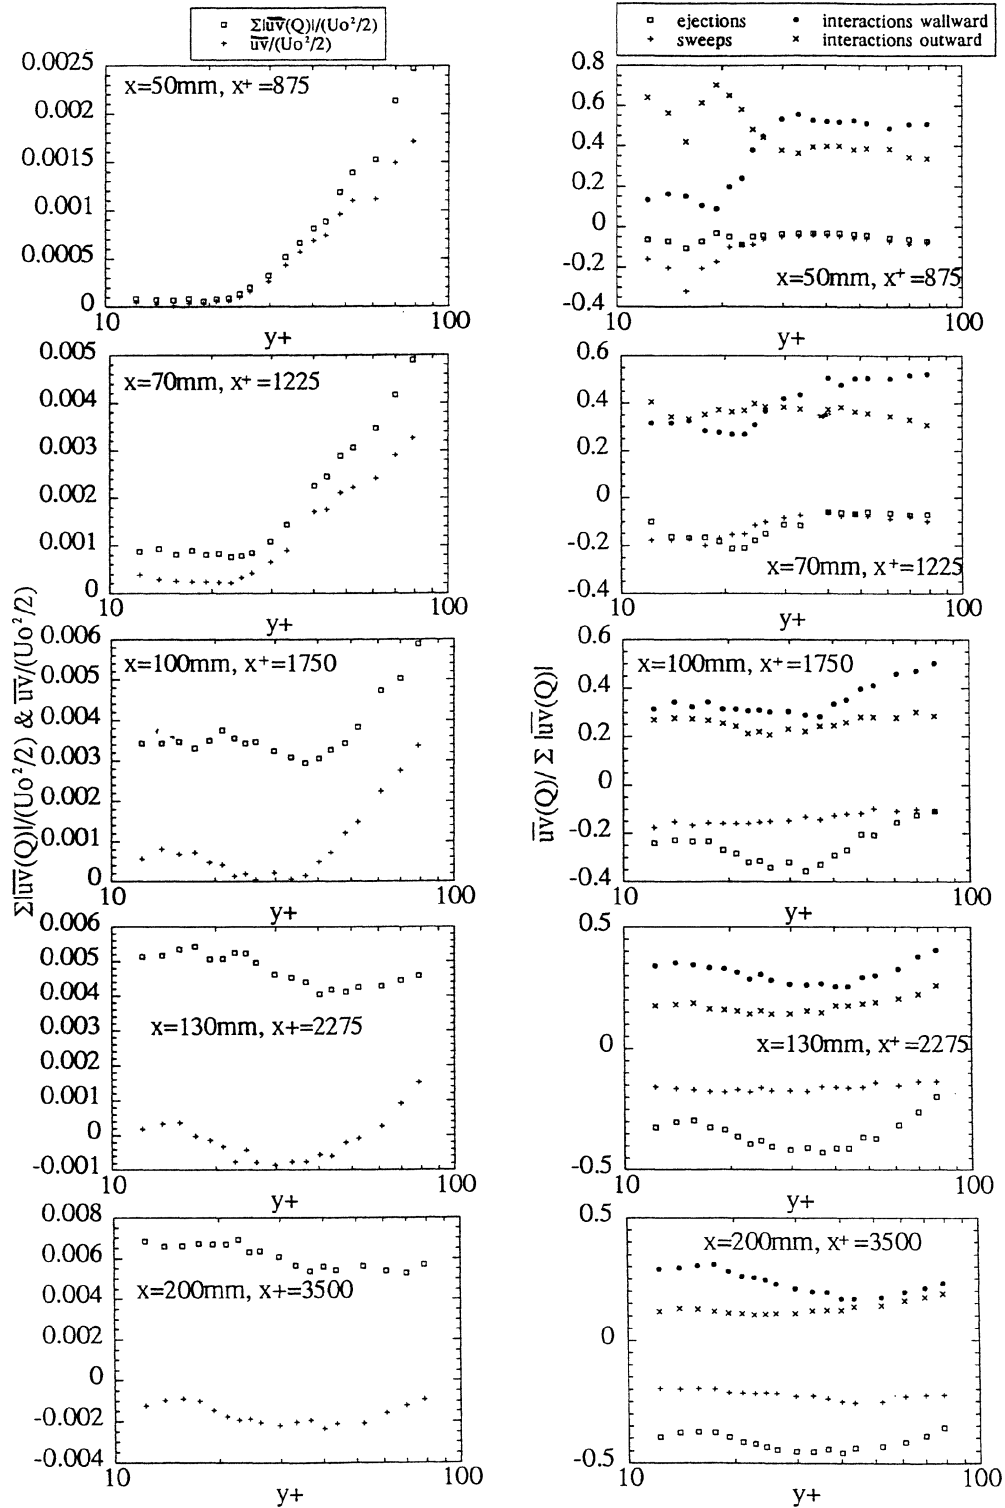 Σ|u̅v̅(Q)|/(Uo²/2)
u̅v̅/(Uo²/2)
ejections
interactions wallward
sweeps
interactions outward
0.0025
0.002
0.0015
0.001
0.0005
0
x=50mm, x⁺=875
10
100
y+
0.8
0.6
0.4
0.2
0
-0.2
-0.4
x=50mm, x⁺=875
10
100
y+
0.005
0.004
0.003
0.002
0.001
0
x=70mm, x⁺=1225
10
100
y+
0.6
0.4
0.2
0
-0.2
-0.4
x=70mm, x⁺=1225
10
100
y+
Σ|u̅v̅(Q)|/(Uo²/2) & u̅v̅/(Uo²/2)
0.006
0.005
0.004
0.003
0.002
0.001
0
x=100mm, x⁺=1750
10
100
y+
u̅v̅(Q)/ Σ |u̅v̅(Q)|
0.6
0.4
0.2
0
-0.2
-0.4
x=100mm, x⁺=1750
10
100
y+
0.006
0.005
0.004
0.003
0.002
0.001
0
-0.001
x=130mm, x+=2275
10
100
y+
0.5
0
-0.5
x=130mm, x⁺=2275
10
100
y+
0.008
0.006
0.004
0.002
0
-0.002
-0.004
x=200mm, x+=3500
10
100
y+
0.5
0
-0.5
x=200mm, x⁺=3500
10
100
y+